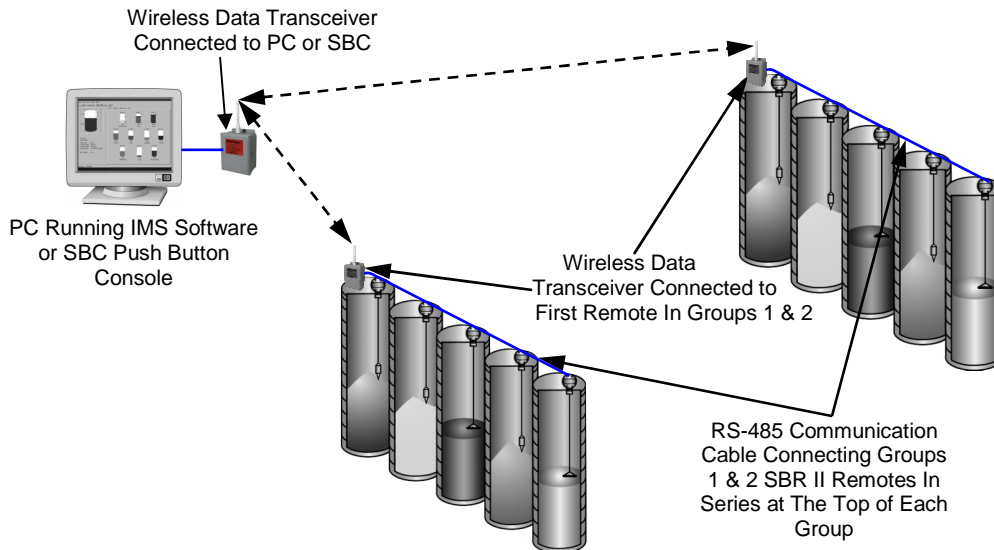 Wireless Data Transceiver
Connected to PC or SBC
PC Running IMS Software
or SBC Push Button
Console
Wireless Data
Transceiver Connected to
First Remote In Groups 1 & 2
RS-485 Communication
Cable Connecting Groups
1 & 2 SBR II Remotes In
Series at The Top of Each
Group